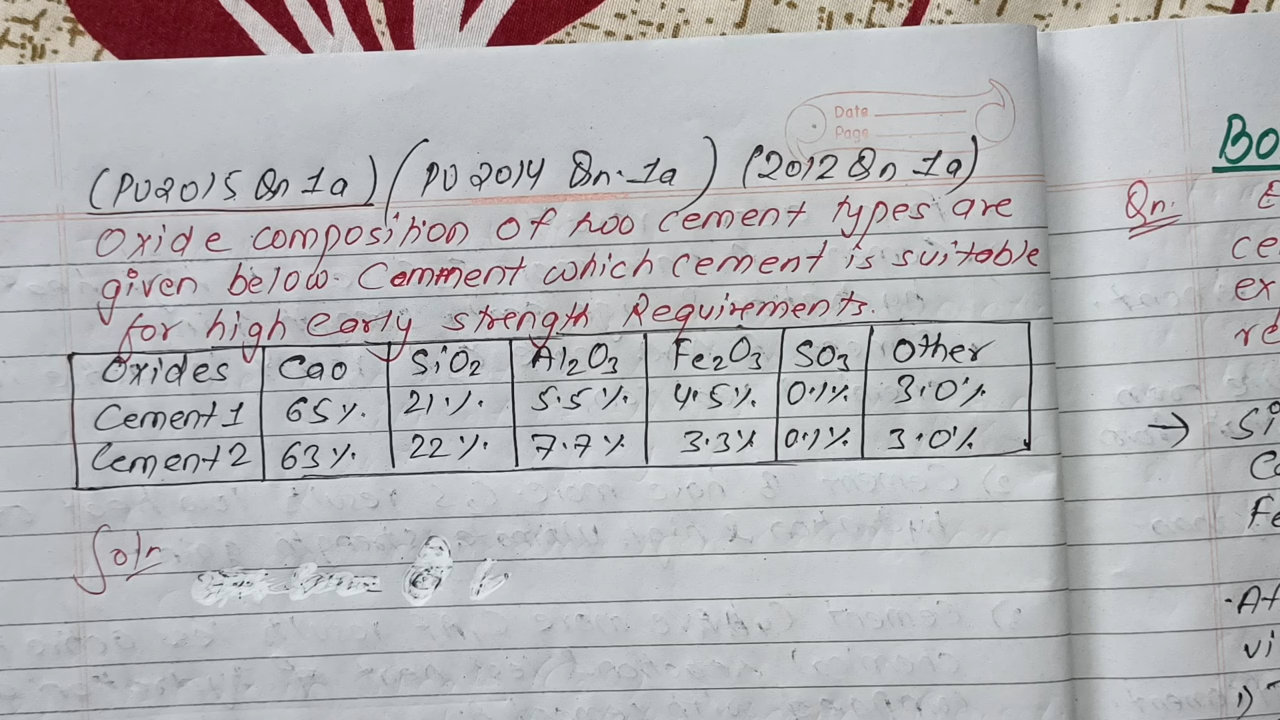 Date
Page
(PU2015 Qn 1a) (PU 2014 Qn. 1a) (2012 Qn 1a)
Oxide composition of two cement types are
given below. Comment which cement is suitable
for high early strength Requirements.
Oxides CaO SiO₂ Al₂O₃ Fe₂O₃ SO₃ Other
Cement 1 65% 21% 5.5% 4.5% 0.1% 3.0%
Cement 2 63% 22% 7.7% 3.3% 0.1% 3.0%
Soln
BO
Qn.
ce
ex
re
→ Si
Fe
vi
1)